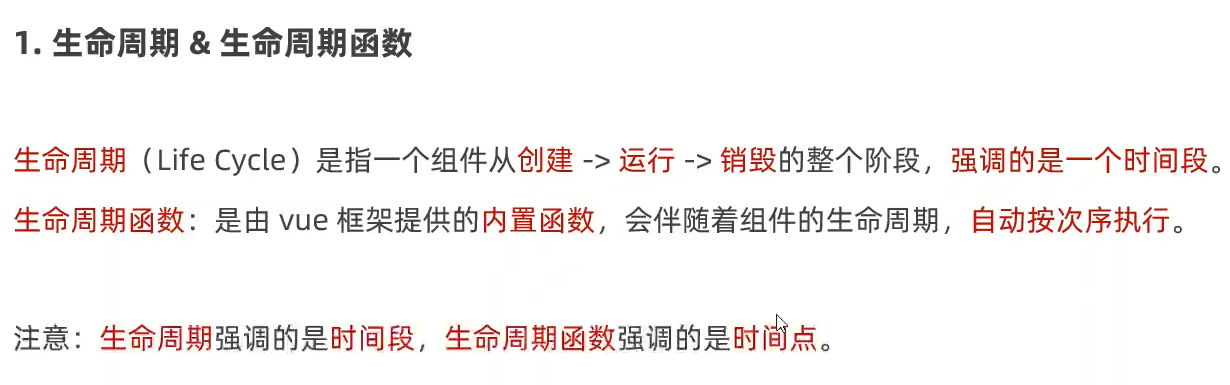 1. 生命周期 & 生命周期函数
生命周期（Life Cycle）是指一个组件从创建 -> 运行 -> 销毁的整个阶段，强调的是一个时间段。
生命周期函数：是由 vue 框架提供的内置函数，会伴随着组件的生命周期，自动按次序执行。
注意：生命周期强调的是时间段，生命周期函数强调的是时间点。